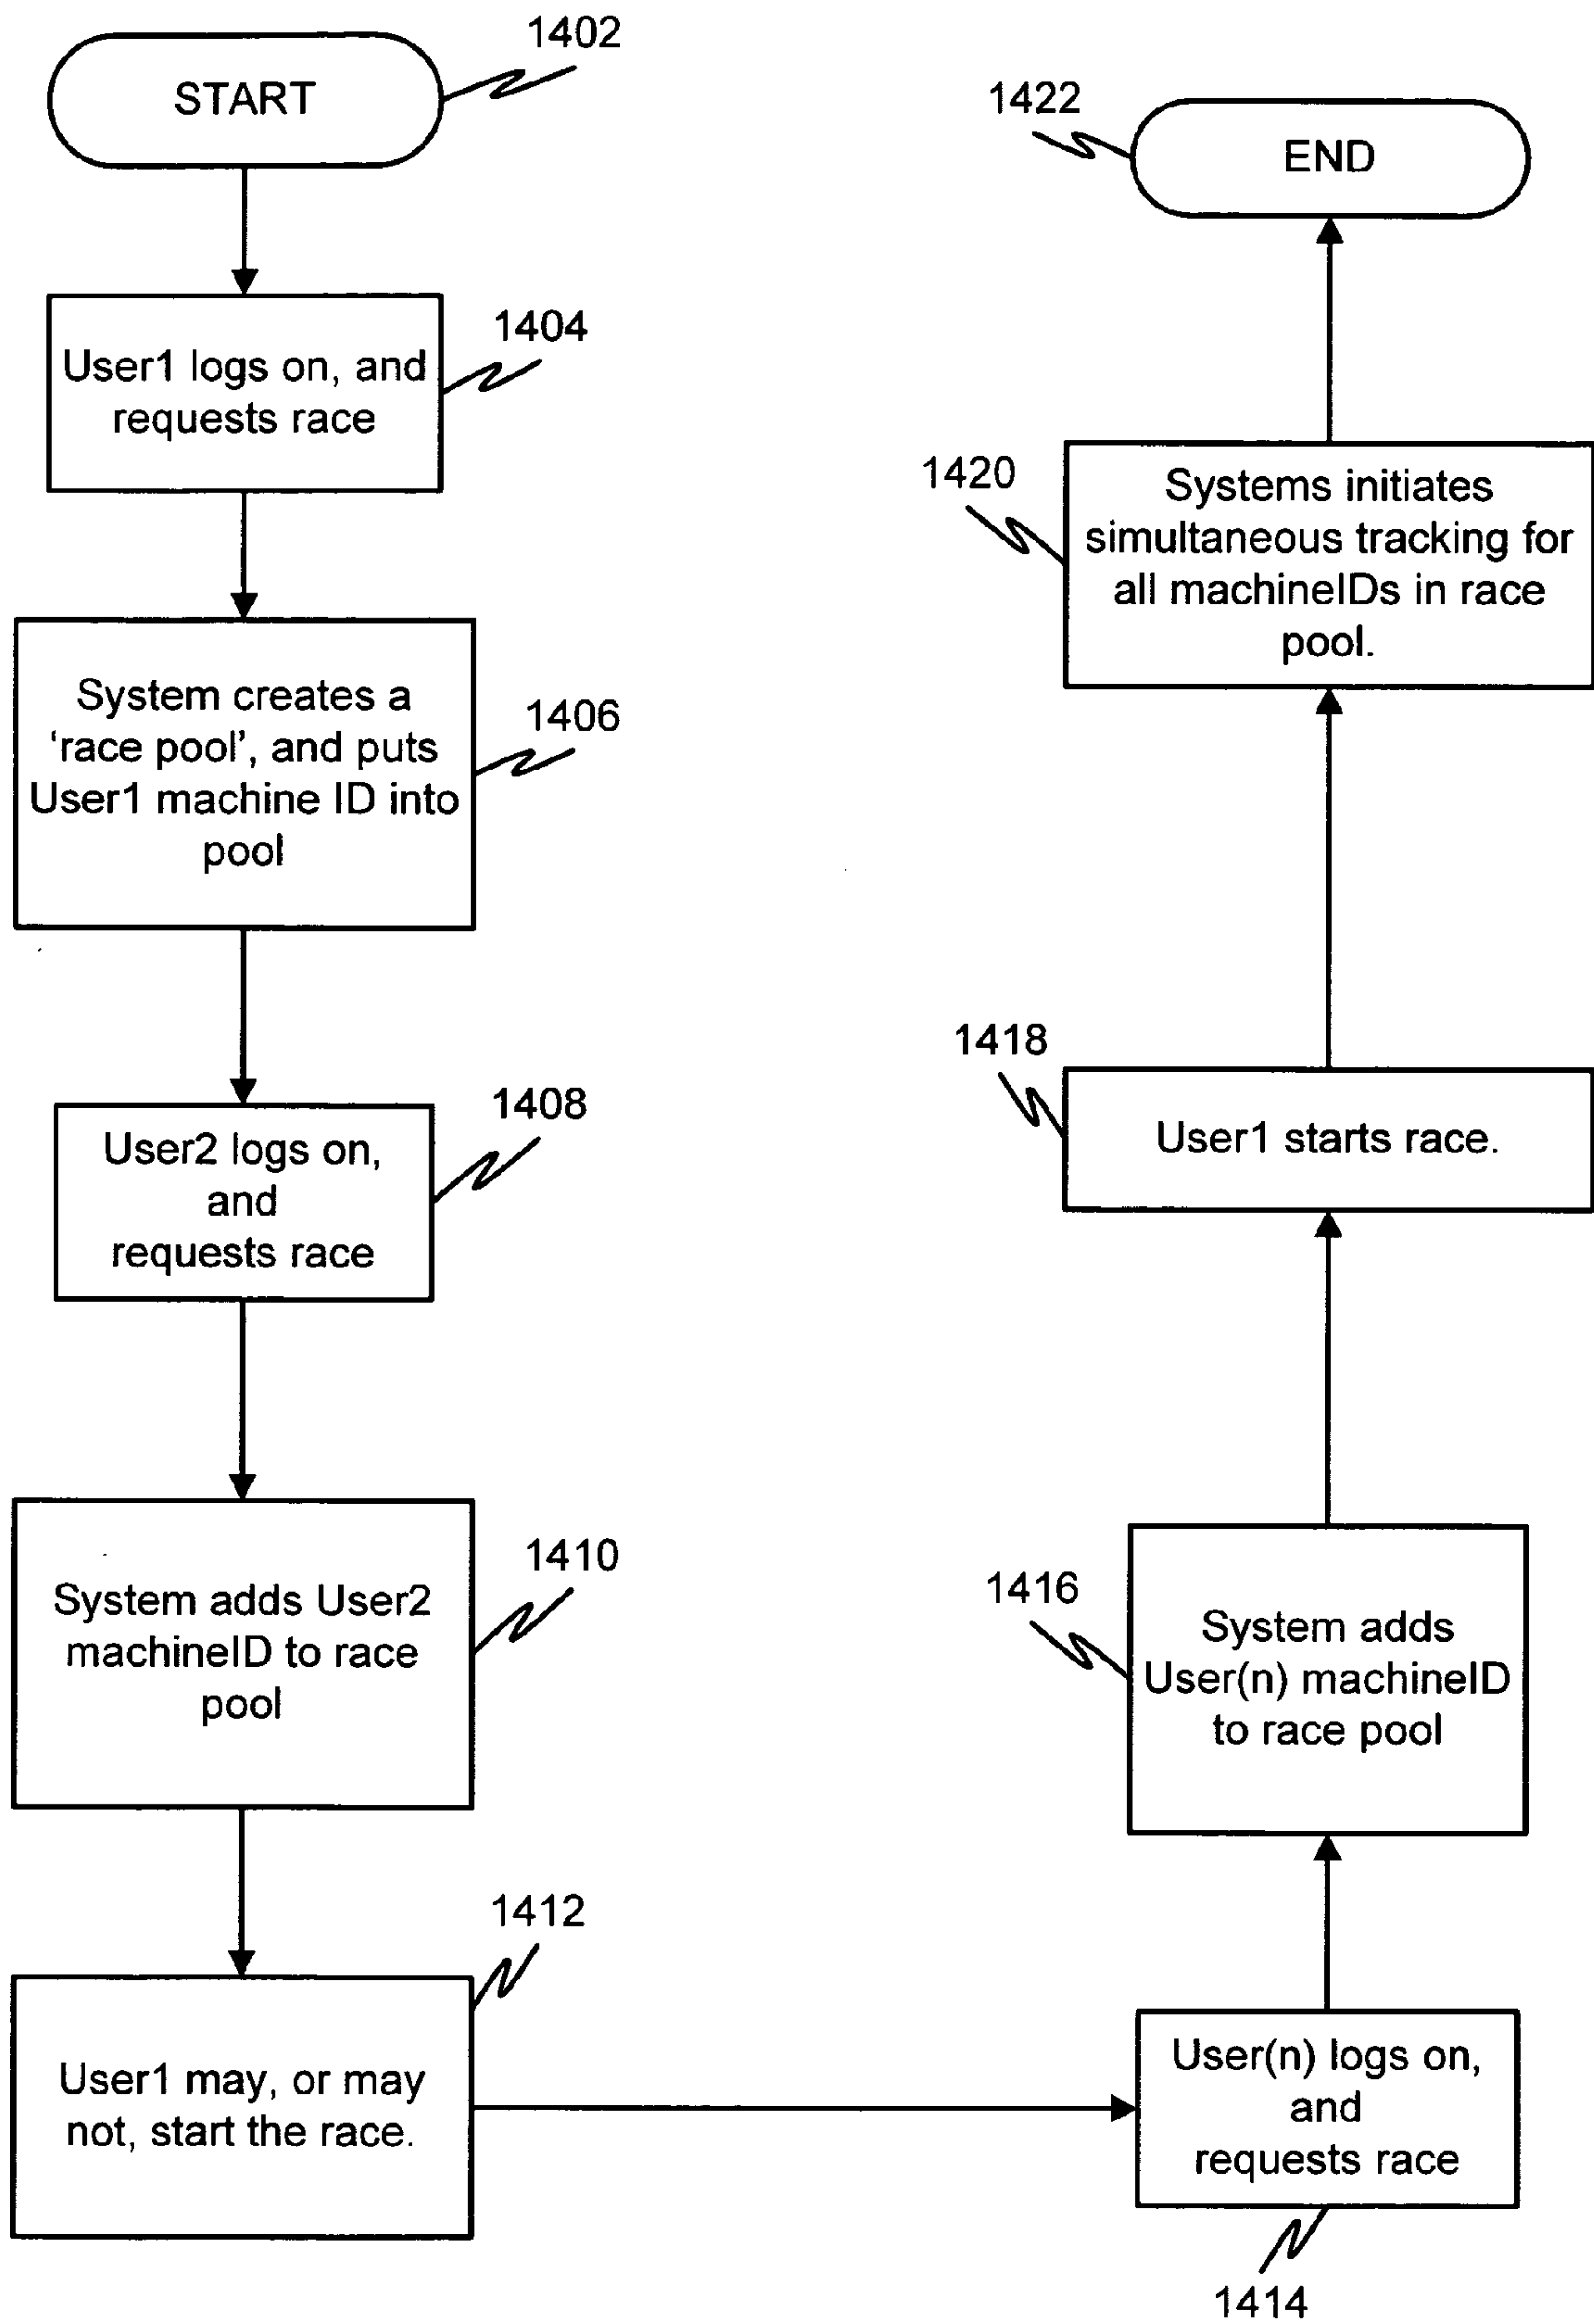 1402
START
1404
User1 logs on, and
requests race
1406
System creates a
‘race pool’, and puts
User1 machine ID into
pool
1408
User2 logs on,
and
requests race
1410
System adds User2
machineID to race
pool
1412
User1 may, or may
not, start the race.
User(n) logs on,
and
requests race
1414
1416
System adds
User(n) machineID
to race pool
1418
User1 starts race.
1420
Systems initiates
simultaneous tracking for
all machineIDs in race
pool.
1422
END